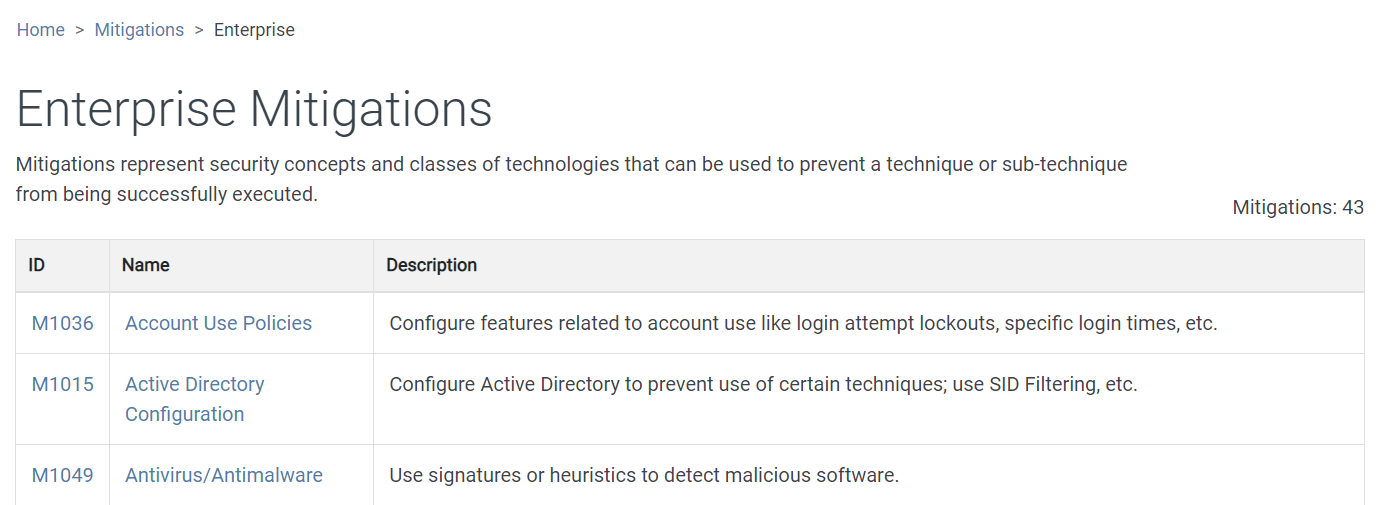 Home > Mitigations > Enterprise
Enterprise Mitigations
Mitigations represent security concepts and classes of technologies that can be used to prevent a technique or sub-technique
from being successfully executed.
Mitigations: 43
ID Name Description
M1036 Account Use Policies Configure features related to account use like login attempt lockouts, specific login times, etc.
M1015 Active Directory Configure Active Directory to prevent use of certain techniques; use SID Filtering, etc.
Configuration
M1049 Antivirus/Antimalware Use signatures or heuristics to detect malicious software.